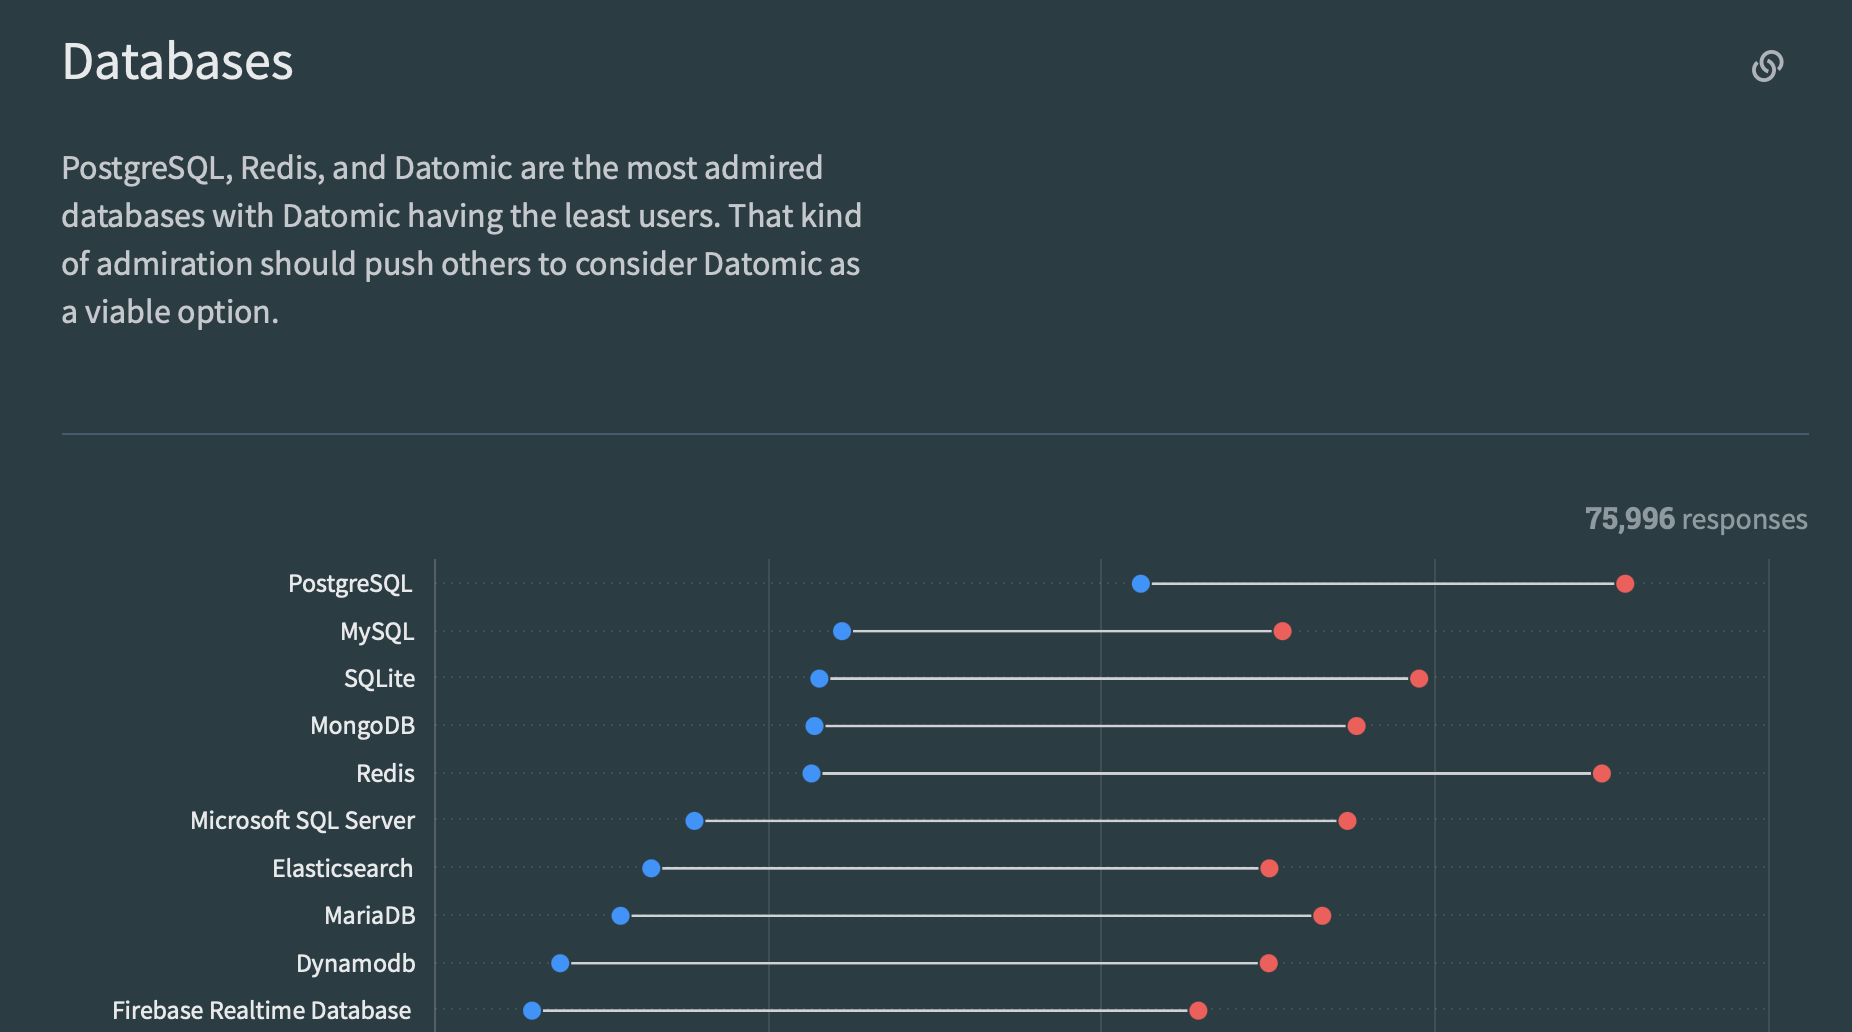 Databases
PostgreSQL, Redis, and Datomic are the most admired
databases with Datomic having the least users. That kind
of admiration should push others to consider Datomic as
a viable option.
75,996 responses
PostgreSQL
MySQL
SQLite
MongoDB
Redis
Microsoft SQL Server
Elasticsearch
MariaDB
Dynamodb
Firebase Realtime Database